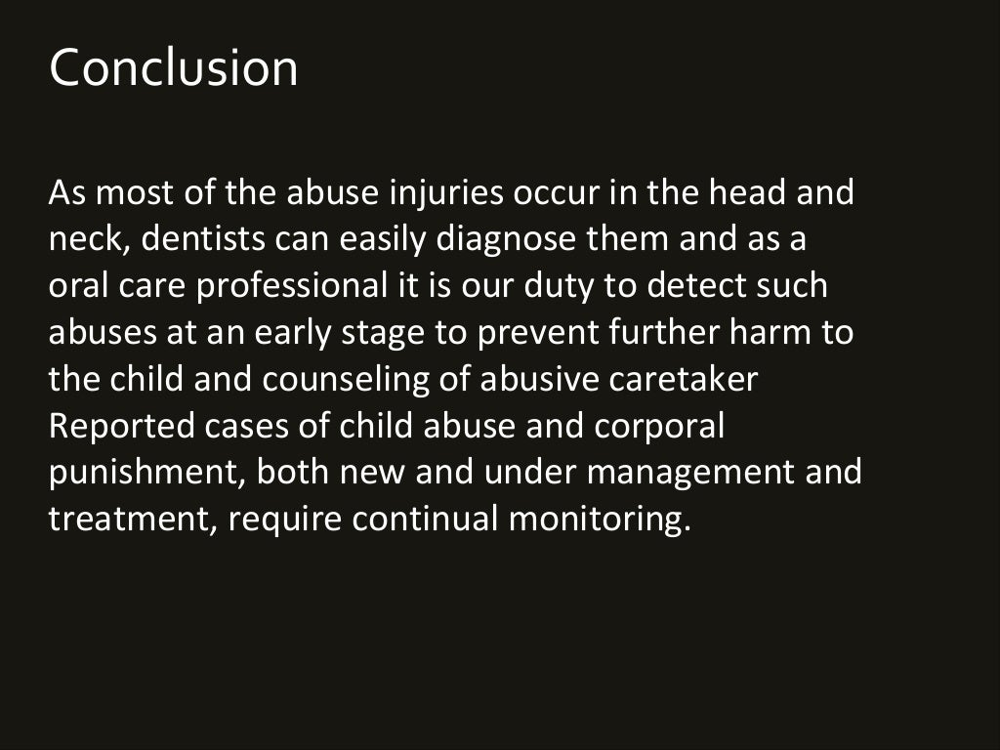 Conclusion
As most of the abuse injuries occur in the head and
neck, dentists can easily diagnose them and as a
oral care professional it is our duty to detect such
abuses at an early stage to prevent further harm to
the child and counseling of abusive caretaker
Reported cases of child abuse and corporal
punishment, both new and under management and
treatment, require continual monitoring.